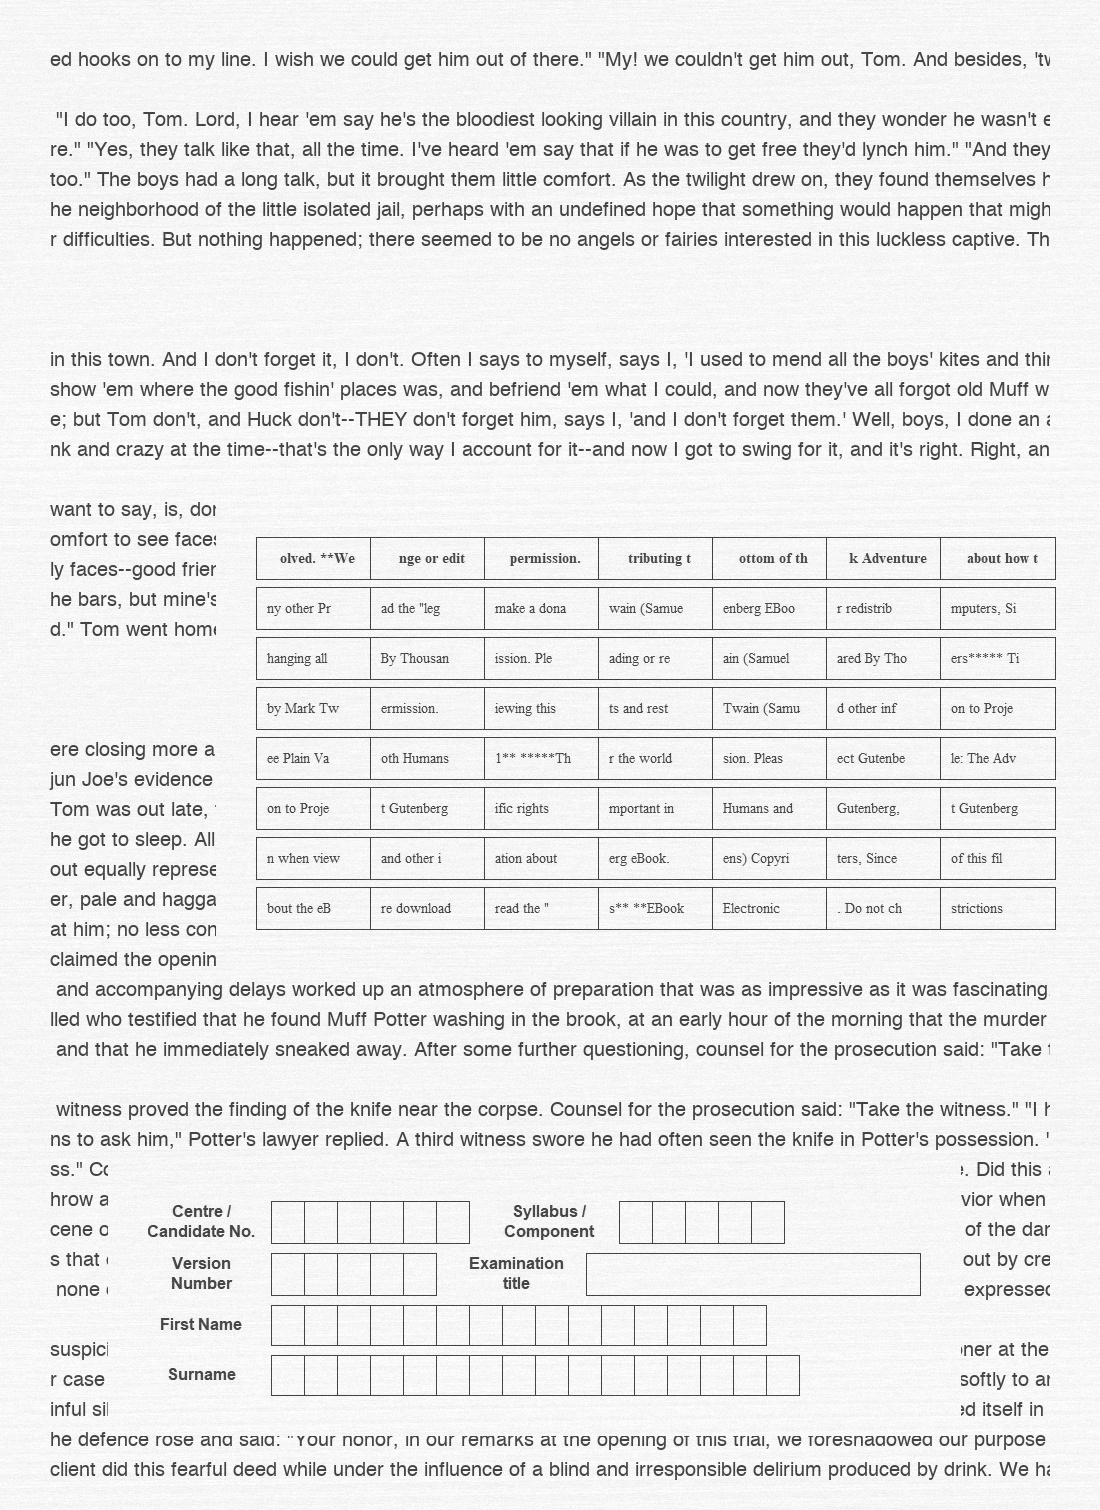 ed hooks on to my line. I wish we could get him out of there." "My! we couldn't get him out, Tom. And besides,
"I do too, Tom. Lord, I hear 'em say he's the bloodiest looking villain in this country, and they wonder he wasn't
re." "Yes, they talk like that, all the time. I've heard 'em say that if he was to get free they'd lynch him." "And they
too." The boys had a long talk, but it brought them little comfort. As the twilight drew on, they found themselves
he neighborhood of the little isolated jail, perhaps with an undefined hope that something would happen that migh
r difficulties. But nothing happened; there seemed to be no angels or fairies interested in this luckless captive. Th
in this town. And I don't forget it, I don't. Often I says to myself, says I, 'I used to mend all the boys' kites and
show 'em where the good fishin' places was, and befriend 'em what I could, and now they've all forgot old Muff w
e; but Tom don't, and Huck don't--THEY don't forget him, says I, 'and I don't forget them.' Well, boys, I done an
nk and crazy at the time--that's the only way I account for it--and now I got to swing for it, and it's right. Right, an
want to say, is,
omfort to see faces
ly faces--good frien
he bars, but mine's
d." Tom went home
olved. **We nge or edit permission. tributing t ottom of th k Adventure about how t
ny other Pr ad the "leg make a dona wain (Samue enberg EBoo r redistrib mputers, Si
hanging all By Thousan ission. Ple ading or re ain (Samuel ared By Tho ers***** Ti
by Mark Tw ermission. iewing this ts and rest Twain (Samu d other inf on to Proje
ee Plain Va oth Humans 1** *****Th r the world sion. Pleas ect Gutenbe le: The Adv
on to Proje t Gutenberg ific rights mportant in Humans and Gutenberg, t Gutenberg
n when view and other i ation about erg eBook. ens) Copyri ters, Since of this fil
bout the eB re download read the " s** **EBook Electronic . Do not ch strictions
ere closing more a
jun Joe's evidence
Tom was out late,
he got to sleep. All
out equally represe
er, pale and hagga
at him; no less con
claimed the openin
and accompanying delays worked up an atmosphere of preparation that was as impressive as it was fascinating
lled who testified that he found Muff Potter washing in the brook, at an early hour of the morning that the murder
and that he immediately sneaked away. After some further questioning, counsel for the prosecution said: "Take
witness proved the finding of the knife near the corpse. Counsel for the prosecution said: "Take the witness." "I
ns to ask him," Potter's lawyer replied. A third witness swore he had often seen the knife in Potter's possession.
ss." Co e. Did this
throw a vior when
cene o of the dam
s that out by cre
none expressed
Centre / Candidate No.
Syllabus / Component
Version Number
Examination title
First Name
Surname
suspici oner at the
r case softly to
inful sil ed itself in
he defence rose and said: "Your honor, in our remarks at the opening of this trial, we foreshadowed our purpose
client did this fearful deed while under the influence of a blind and irresponsible delirium produced by drink. We